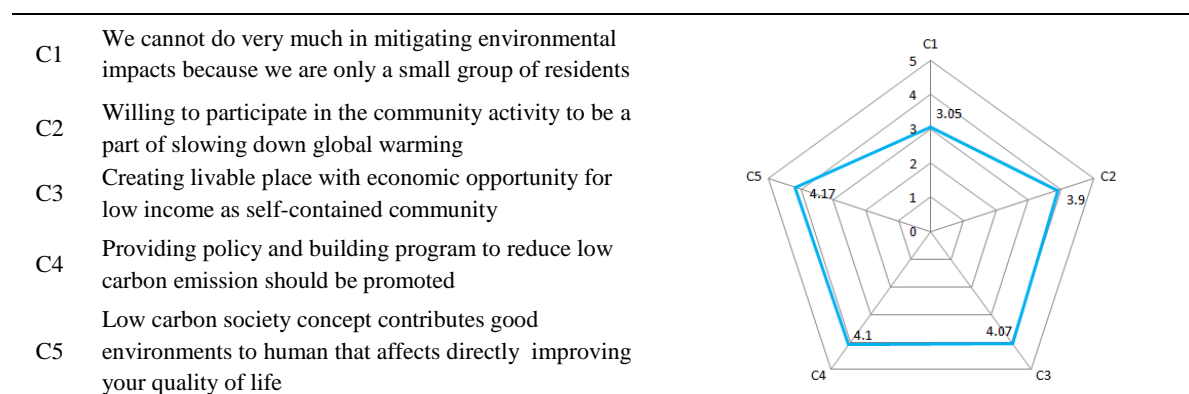 C1
We cannot do very much in mitigating environmental
impacts because we are only a small group of residents
C2
Willing to participate in the community activity to be a
part of slowing down global warming
C3
Creating livable place with economic opportunity for
low income as self-contained community
C4
Providing policy and building program to reduce low
carbon emission should be promoted
C5
Low carbon society concept contributes good
environments to human that affects directly improving
your quality of life
C1
5
4
3
2
1
0
3.05
C2
3.9
C3
4.07
C4
4.1
C5
4.17